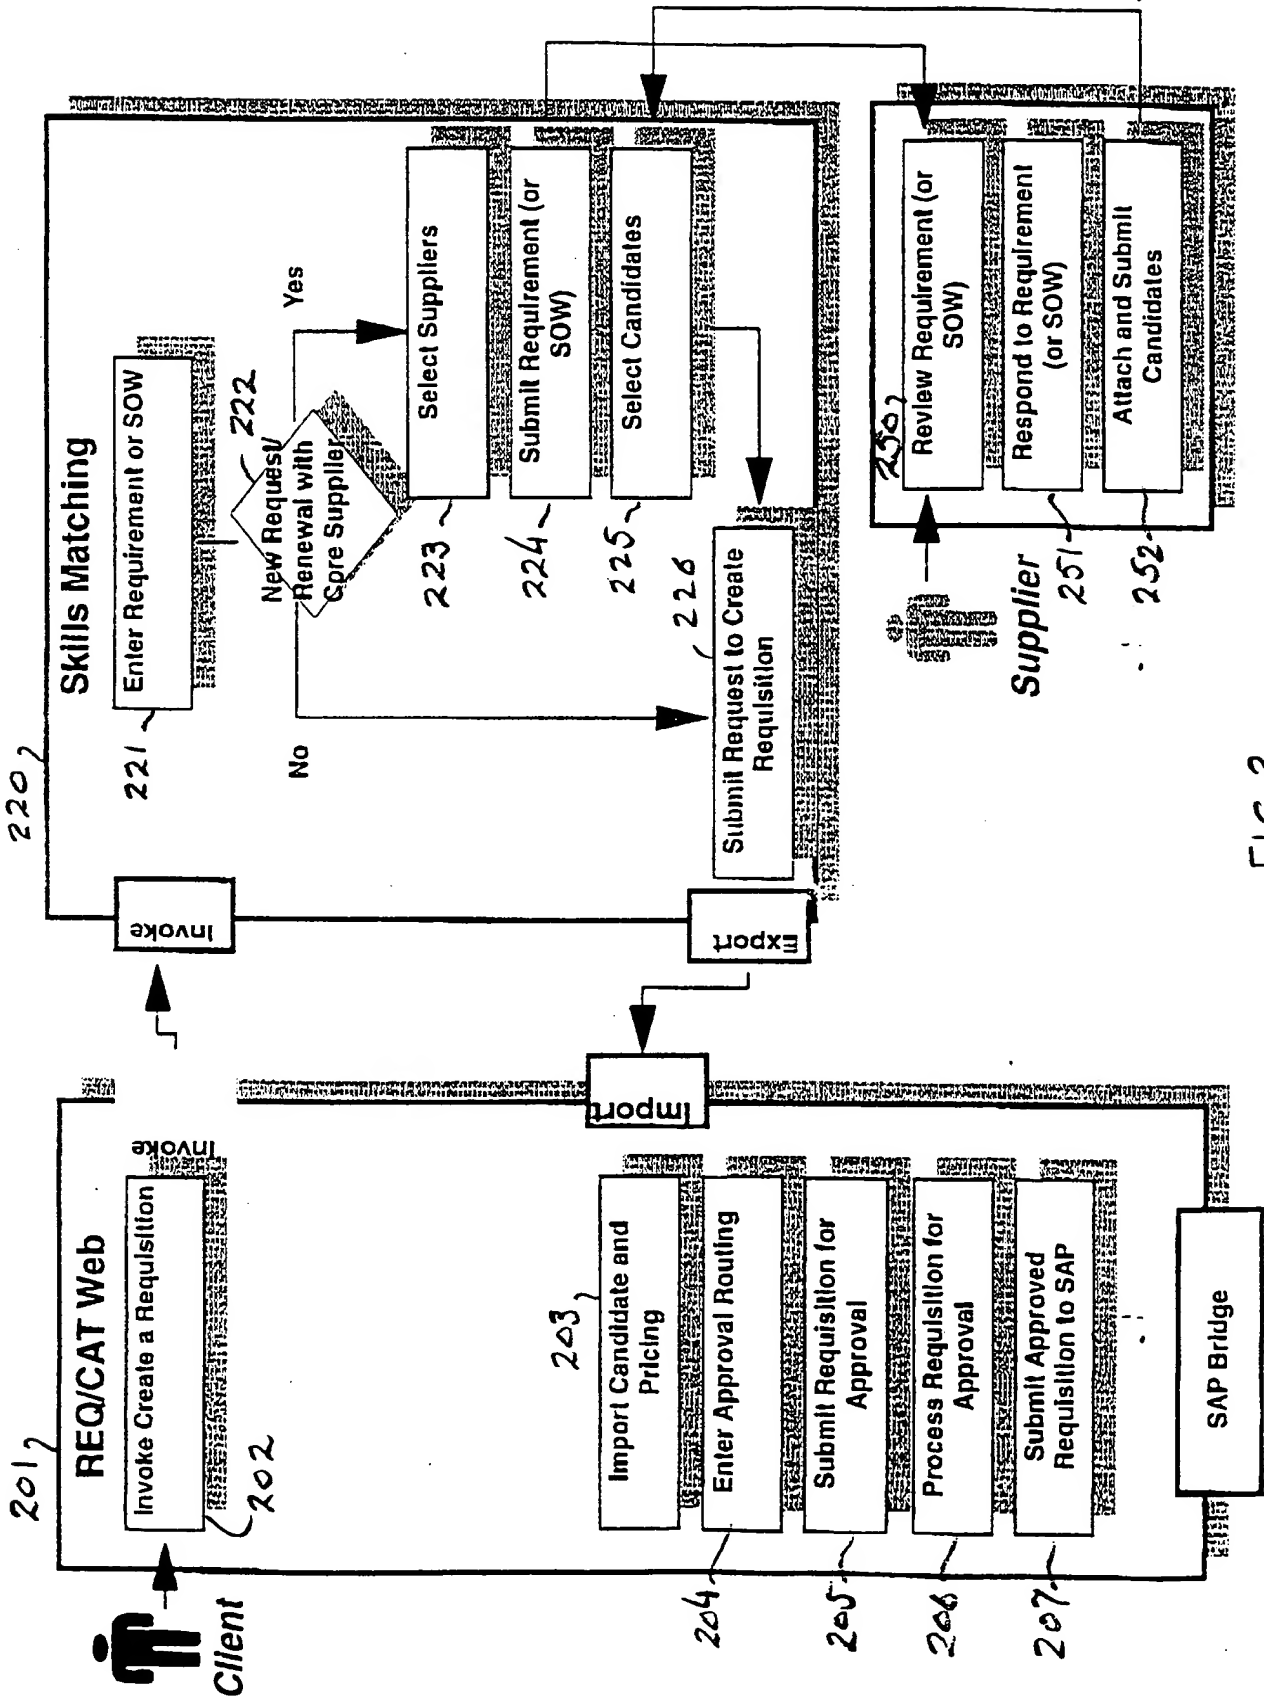 201
REQ/CAT Web
Client
Invoke Create a Requisition
202
Invoke
203
Import Candidate and
Pricing
204
Enter Approval Routing
205
Submit Requisition for
Approval
206
Process Requisition for
Approval
207
Submit Approved
Requisition to SAP
SAP Bridge
Import
220
Skills Matching
Invoke
Export
221
Enter Requirement or SOW
222
New Request/
Renewal with
Core Supplier
No
Yes
223
Select Suppliers
224
Submit Requirement (or
SOW)
225
Select Candidates
226
Submit Request to Create
Requisition
Supplier
250
Review Requirement (or
SOW)
251
Respond to Requirement
(or SOW)
252
Attach and Submit
Candidates